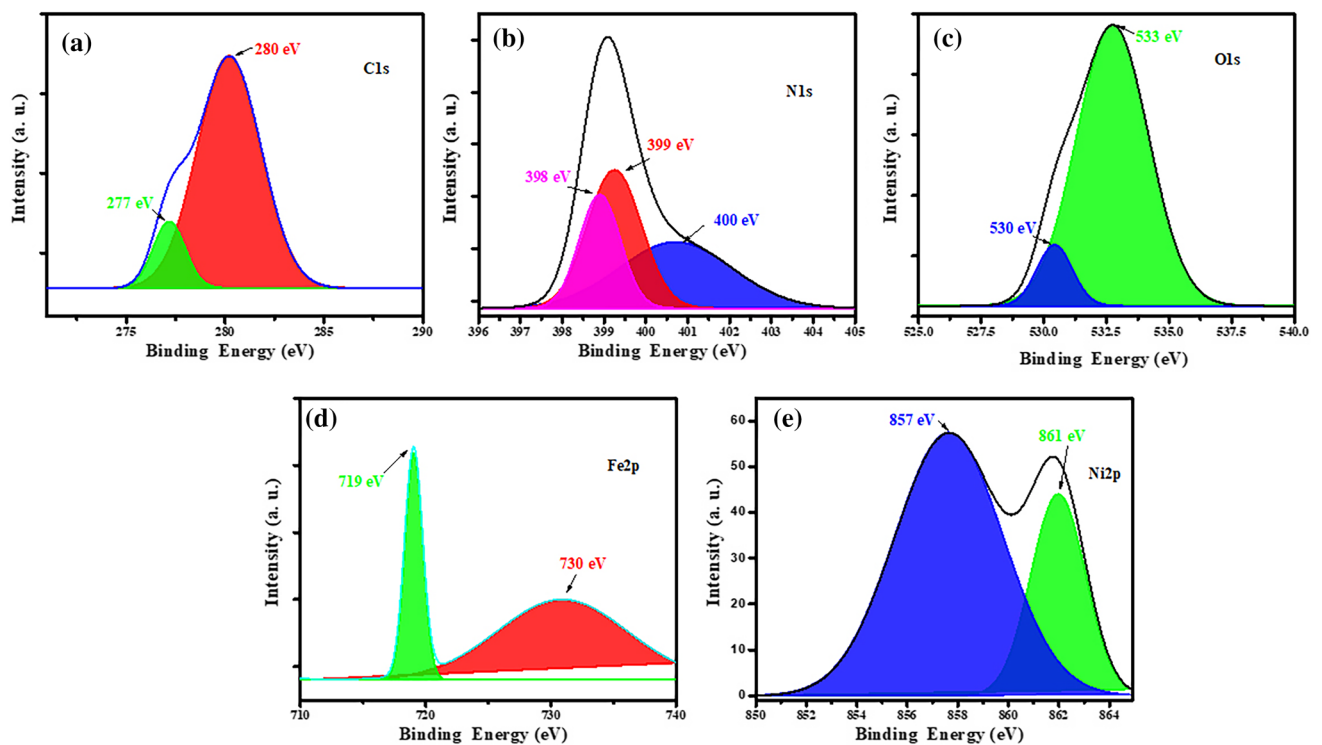 (a)
280 eV
C1s
277 eV
Intensity (a. u.)
275 280 285 290
Binding Energy (eV)
(b)
N1s
399 eV
398 eV
400 eV
Intensity (a. u.)
396 397 398 399 400 401 402 403 404 405
Binding Energy (eV)
(c)
533 eV
O1s
530 eV
Intensity (a. u.)
525.0 527.5 530.0 532.5 535.0 537.5 540.0
Binding Energy (eV)
(d)
Fe2p
719 eV
730 eV
Intensity (a. u.)
710 720 730 740
Binding Energy (eV)
(e)
857 eV
861 eV
Ni2p
60
50
40
30
20
10
0
Intensity (a. u.)
850 852 854 857 858 860 862 864
Binding Energy (eV)